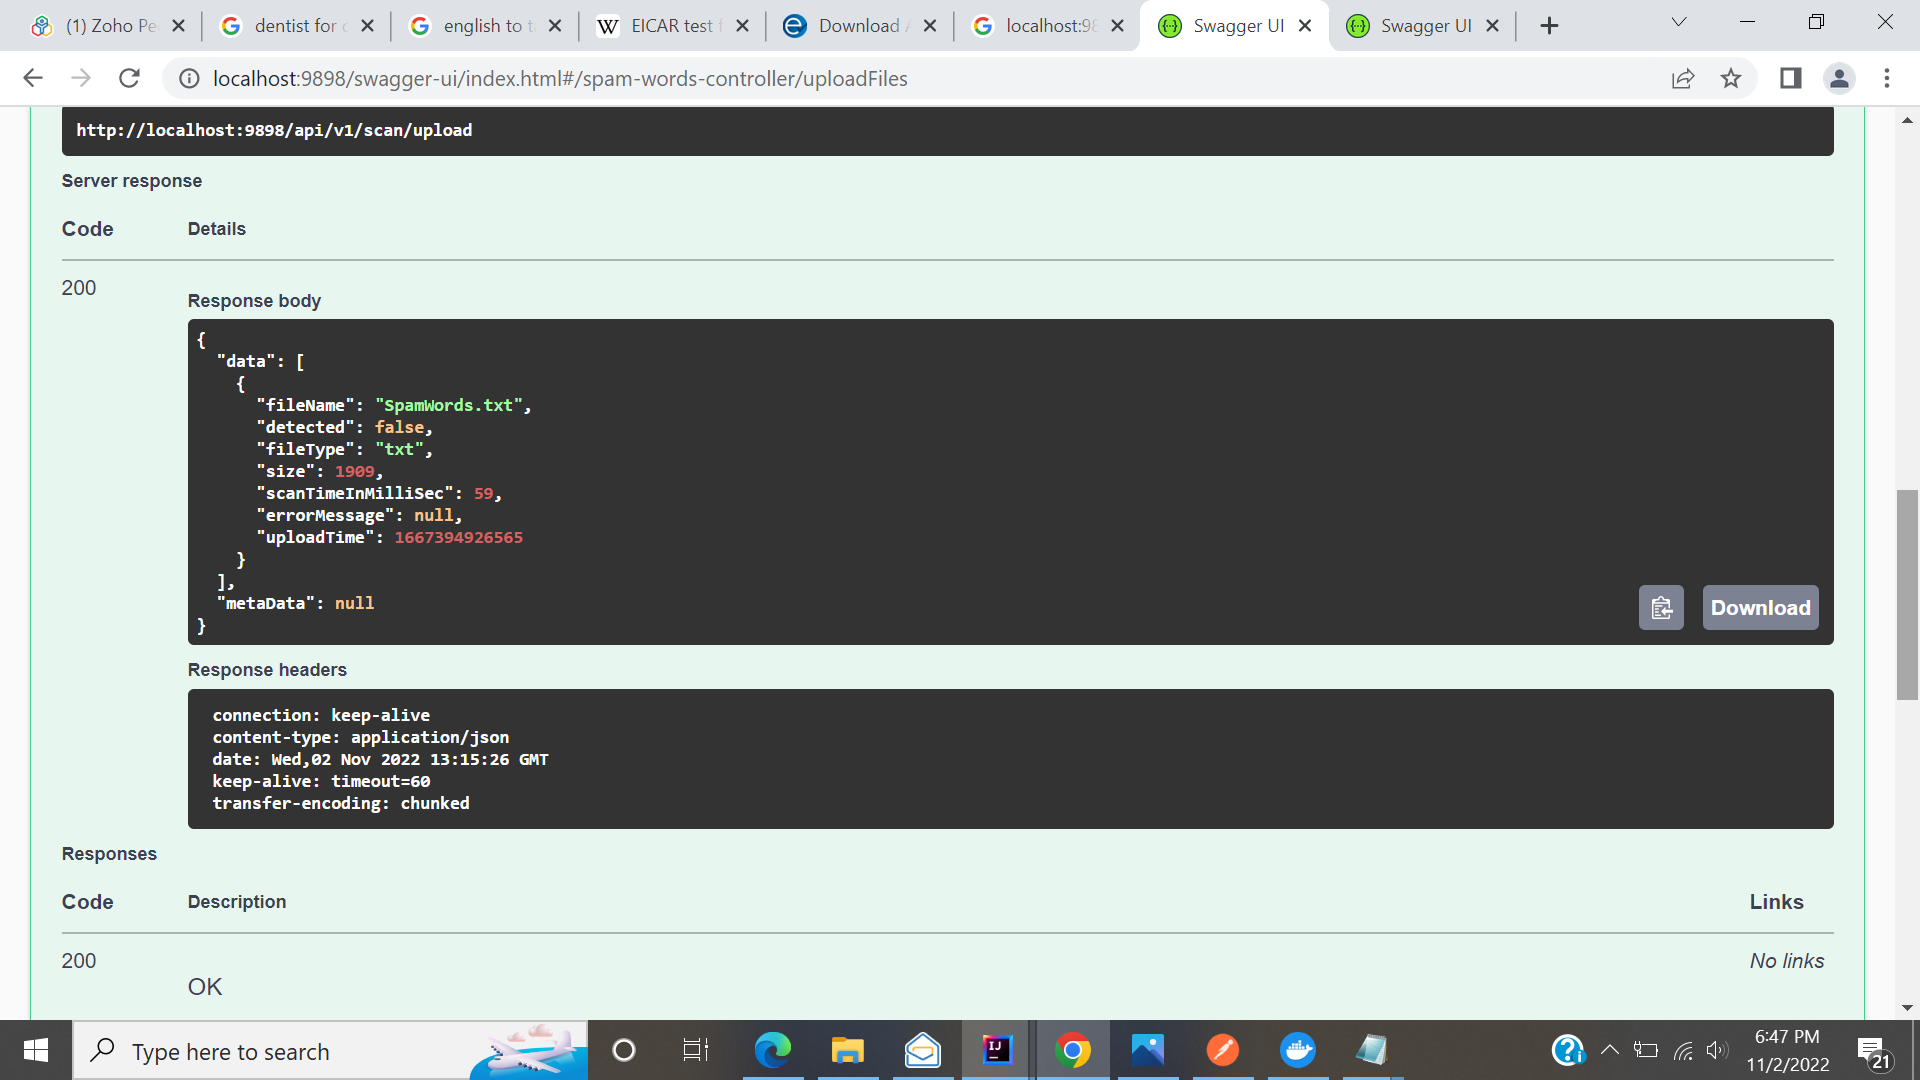 (1) Zoho Pe
dentist for c
english to t
EICAR test f
Download A
localhost:98
Swagger UI
Swagger UI
localhost:9898/swagger-ui/index.html#/spam-words-controller/uploadFiles
http://localhost:9898/api/v1/scan/upload
Server response
Code Details
200
Response body
{
"data": [
{
"fileName": "SpamWords.txt",
"detected": false,
"fileType": "txt",
"size": 1909,
"scanTimeInMilliSec": 59,
"errorMessage": null,
"uploadTime": 1667394926565
}
],
"metaData": null
}
Download
Response headers
connection: keep-alive
content-type: application/json
date: Wed,02 Nov 2022 13:15:26 GMT
keep-alive: timeout=60
transfer-encoding: chunked
Responses
Code Description Links
200 No links
OK
Type here to search
6:47 PM
11/2/2022
21